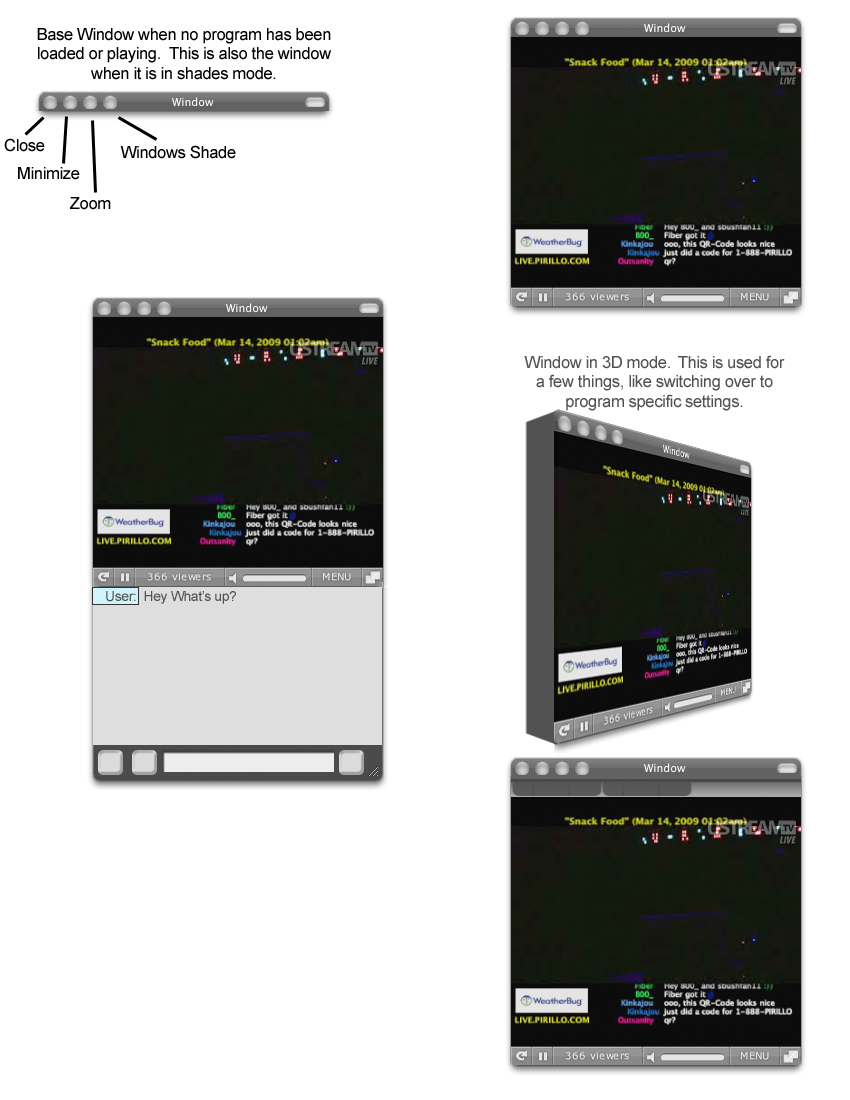 Base Window when no program has been
loaded or playing.  This is also the window
when it is in shades mode.
Window
Close
Minimize
Zoom
Windows Shade
Window
"Snack Food" (Mar 14, 2009 01:02am)
USTREAM TV
LIVE
WeatherBug
LIVE.PIRILLO.COM
Fiber Hey 800_ and sbushfan11 :))
800_ Fiber got it
Kinkajou ooo, this QR-Code looks nice
Kinkajou just did a code for 1-888-PIRILLO
Outsanity qr?
366 viewers MENU
Window
"Snack Food" (Mar 14, 2009 01:02am)
USTREAM TV
LIVE
WeatherBug
LIVE.PIRILLO.COM
Fiber Hey 800_ and sbushfan11 :))
800_ Fiber got it
Kinkajou ooo, this QR-Code looks nice
Kinkajou just did a code for 1-888-PIRILLO
Outsanity qr?
366 viewers MENU
User: Hey What's up?
Window in 3D mode.  This is used for
a few things, like switching over to
program specific settings.
Window
"Snack Food" (Mar 14, 2009 01:02am)
USTREAM TV
LIVE
WeatherBug
LIVE.PIRILLO.COM
Fiber Hey 800_ and sbushfan11 :))
800_ Fiber got it
Kinkajou ooo, this QR-Code looks nice
Kinkajou just did a code for 1-888-PIRILLO
Outsanity qr?
366 viewers MENU
Window
"Snack Food" (Mar 14, 2009 01:02am)
USTREAM TV
LIVE
WeatherBug
LIVE.PIRILLO.COM
Fiber Hey 800_ and sbushfan11 :))
800_ Fiber got it
Kinkajou ooo, this QR-Code looks nice
Kinkajou just did a code for 1-888-PIRILLO
Outsanity qr?
366 viewers MENU